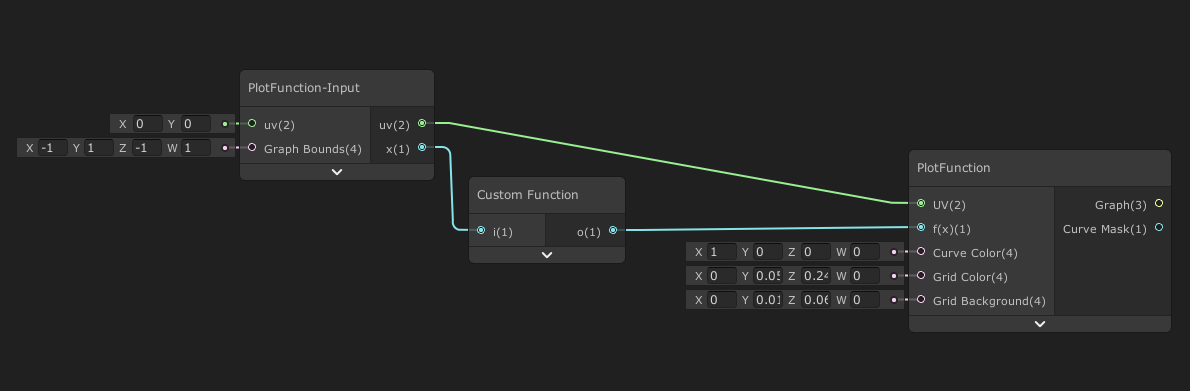 PlotFunction-Input
X 0 Y 0
uv(2) uv(2)
X -1 Y 1 Z -1 W 1
Graph Bounds(4) x(1)
Custom Function
i(1) o(1)
PlotFunction
UV(2) Graph(3)
f(x)(1) Curve Mask(1)
X 1 Y 0 Z 0 W 0
Curve Color(4)
X 0 Y 0.05 Z 0.24 W 0
Grid Color(4)
X 0 Y 0.01 Z 0.06 W 0
Grid Background(4)